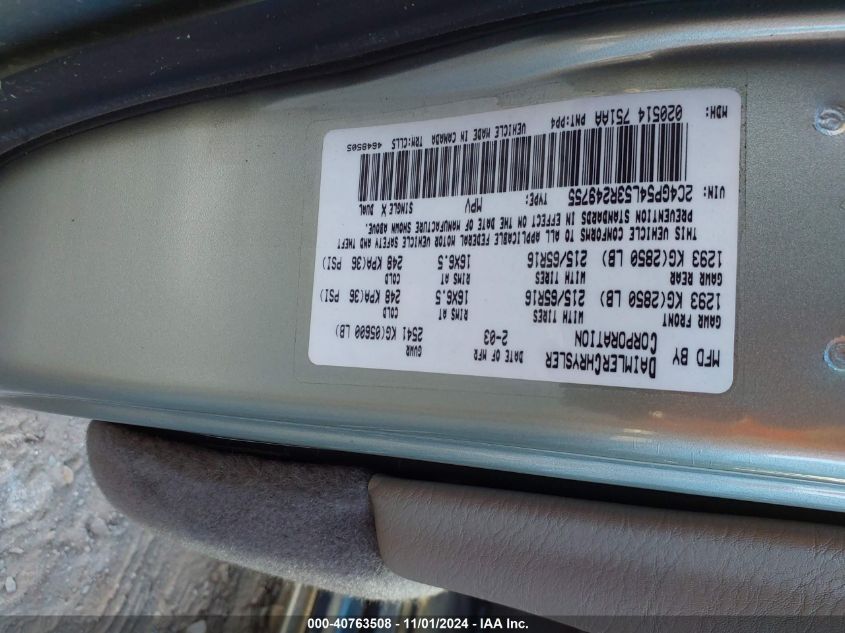 MFD BY DAIMLERCHRYSLER CORPORATION
DATE OF MFR 2-03
GVWR 2541 KG(05600 LB)
GAWR FRONT WITH TIRES RIMS AT COLD
1293 KG(2850 LB) 215/65R16 16X6.5 248 KPA(36 PSI)
GAWR REAR WITH TIRES RIMS AT COLD
1293 KG(2850 LB) 215/65R16 16X6.5 248 KPA(36 PSI)
THIS VEHICLE CONFORMS TO ALL APPLICABLE FEDERAL MOTOR VEHICLE SAFETY AND THEFT
PREVENTION STANDARDS IN EFFECT ON THE DATE OF MANUFACTURE SHOWN ABOVE.
VIN: 2C4GP54L53R249755 TYPE: MPV SINGLE X DUAL
MDH: 020514 751AA PNT:PP4 VEHICLE MADE IN CANADA TRM:CLL5 4648505
000-40763508 - 11/01/2024 - IAA Inc.